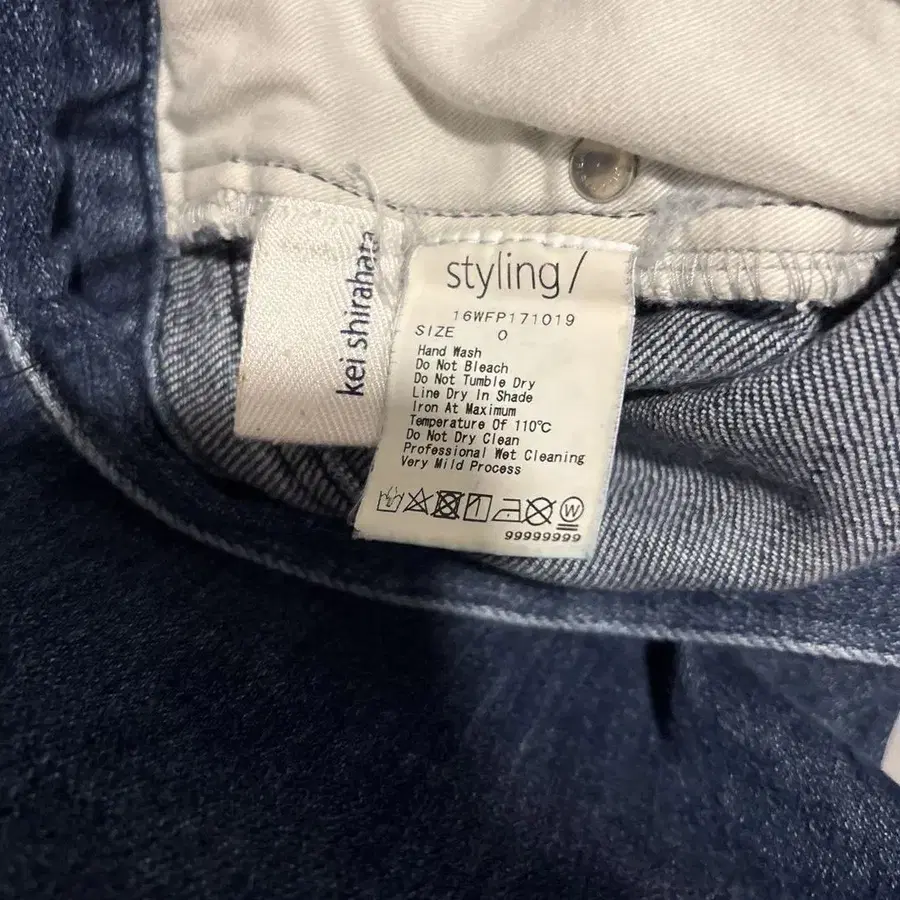 kei shirahata
styling/
16WFP171019
SIZE 0
Hand Wash
Do Not Bleach
Do Not Tumble Dry
Line Dry In Shade
Iron At Maximum
Temperature Of 110℃
Do Not Dry Clean
Professional Wet Cleaning
Very Mild Process
W
99999999